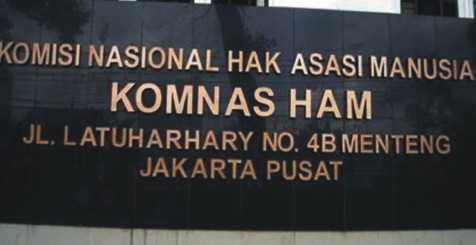 KOMISI NASIONAL HAK ASASI MANUSIA
KOMNAS HAM
JL. LATUHARHARY NO. 4B MENTENG
JAKARTA PUSAT